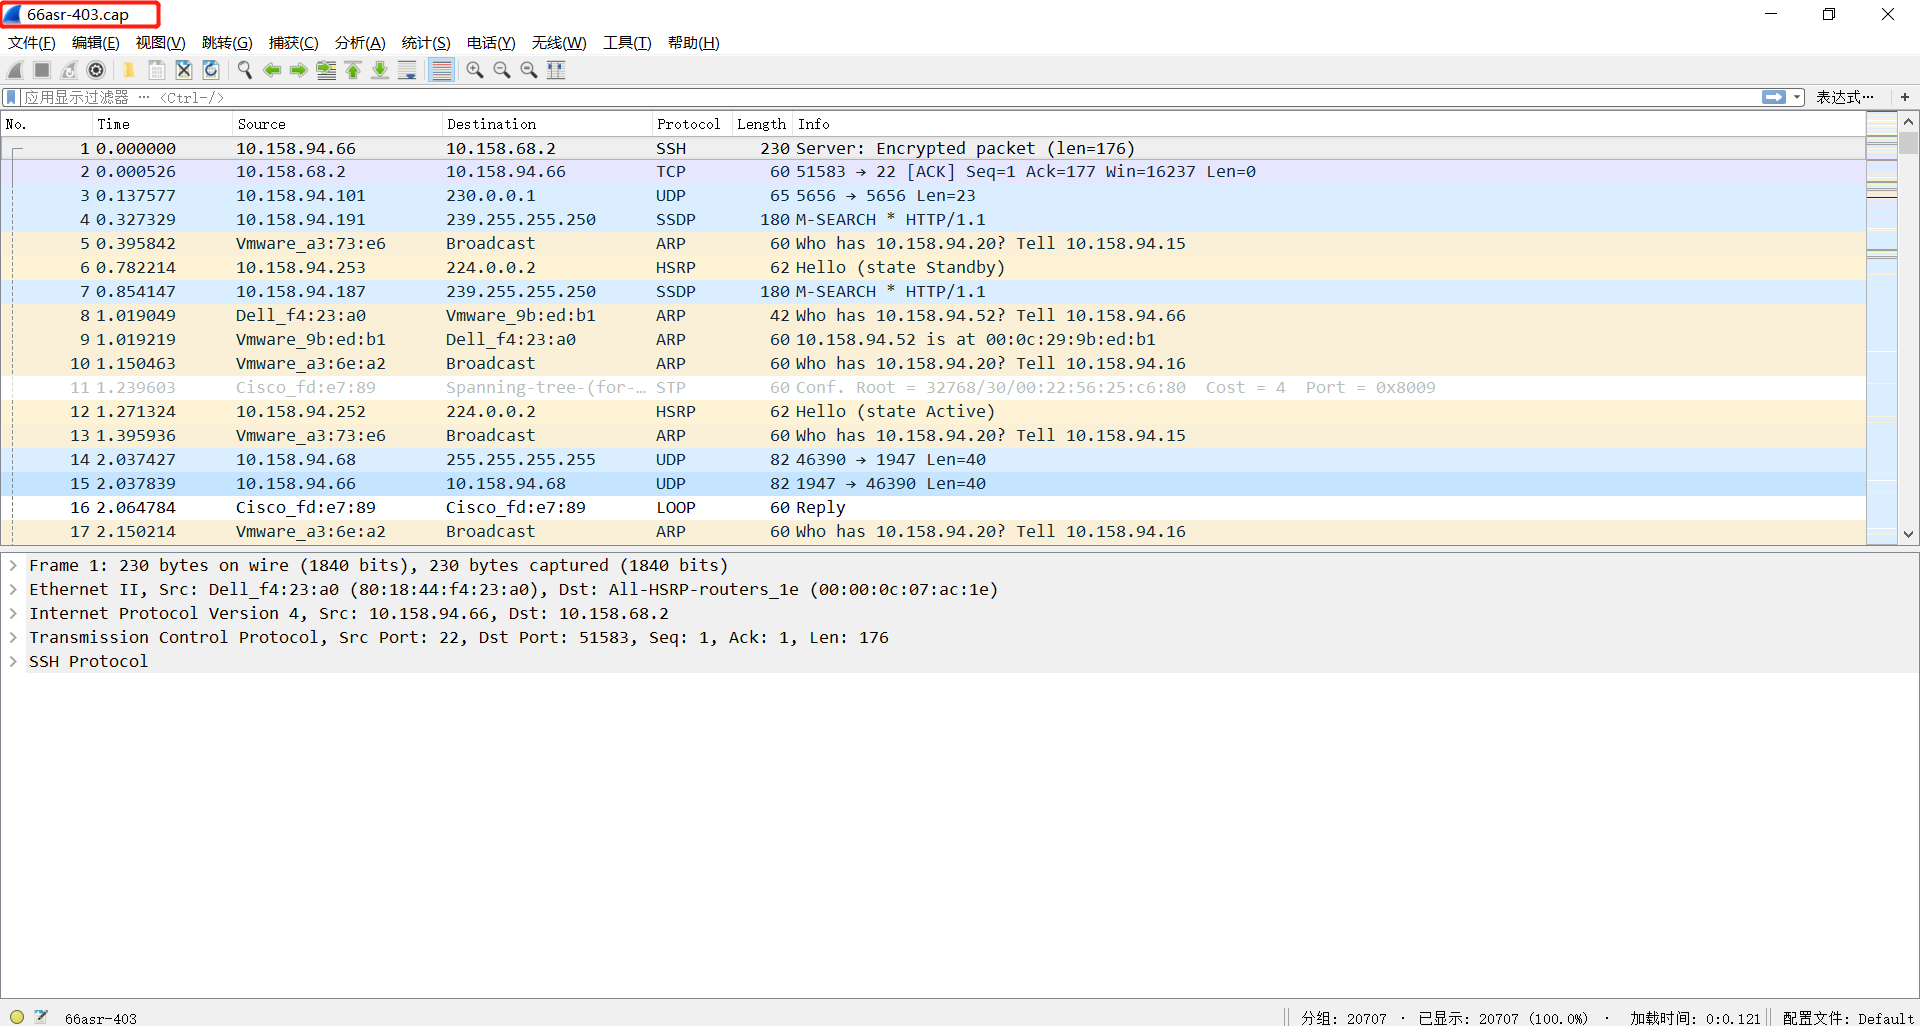 66asr-403.cap
文件(F) 编辑(E) 视图(V) 跳转(G) 捕获(C) 分析(A) 统计(S) 电话(Y) 无线(W) 工具(T) 帮助(H)
应用显示过滤器 … <Ctrl-/> 表达式… +
No. Time Source Destination Protocol Length Info
1 0.000000 10.158.94.66 10.158.68.2 SSH 230 Server: Encrypted packet (len=176)
2 0.000526 10.158.68.2 10.158.94.66 TCP 60 51583 → 22 [ACK] Seq=1 Ack=177 Win=16237 Len=0
3 0.137577 10.158.94.101 230.0.0.1 UDP 65 5656 → 5656 Len=23
4 0.327329 10.158.94.191 239.255.255.250 SSDP 180 M-SEARCH * HTTP/1.1
5 0.395842 Vmware_a3:73:e6 Broadcast ARP 60 Who has 10.158.94.20? Tell 10.158.94.15
6 0.782214 10.158.94.253 224.0.0.2 HSRP 62 Hello (state Standby)
7 0.854147 10.158.94.187 239.255.255.250 SSDP 180 M-SEARCH * HTTP/1.1
8 1.019049 Dell_f4:23:a0 Vmware_9b:ed:b1 ARP 42 Who has 10.158.94.52? Tell 10.158.94.66
9 1.019219 Vmware_9b:ed:b1 Dell_f4:23:a0 ARP 60 10.158.94.52 is at 00:0c:29:9b:ed:b1
10 1.150463 Vmware_a3:6e:a2 Broadcast ARP 60 Who has 10.158.94.20? Tell 10.158.94.16
11 1.239603 Cisco_fd:e7:89 Spanning-tree-(for-… STP 60 Conf. Root = 32768/30/00:22:56:25:c6:80 Cost = 4 Port = 0x8009
12 1.271324 10.158.94.252 224.0.0.2 HSRP 62 Hello (state Active)
13 1.395936 Vmware_a3:73:e6 Broadcast ARP 60 Who has 10.158.94.20? Tell 10.158.94.15
14 2.037427 10.158.94.68 255.255.255.255 UDP 82 46390 → 1947 Len=40
15 2.037839 10.158.94.66 10.158.94.68 UDP 82 1947 → 46390 Len=40
16 2.064784 Cisco_fd:e7:89 Cisco_fd:e7:89 LOOP 60 Reply
17 2.150214 Vmware_a3:6e:a2 Broadcast ARP 60 Who has 10.158.94.20? Tell 10.158.94.16
Frame 1: 230 bytes on wire (1840 bits), 230 bytes captured (1840 bits)
Ethernet II, Src: Dell_f4:23:a0 (80:18:44:f4:23:a0), Dst: All-HSRP-routers_1e (00:00:0c:07:ac:1e)
Internet Protocol Version 4, Src: 10.158.94.66, Dst: 10.158.68.2
Transmission Control Protocol, Src Port: 22, Dst Port: 51583, Seq: 1, Ack: 1, Len: 176
SSH Protocol
66asr-403 分组: 20707 · 已显示: 20707 (100.0%) · 加载时间: 0:0.121 配置文件: Default